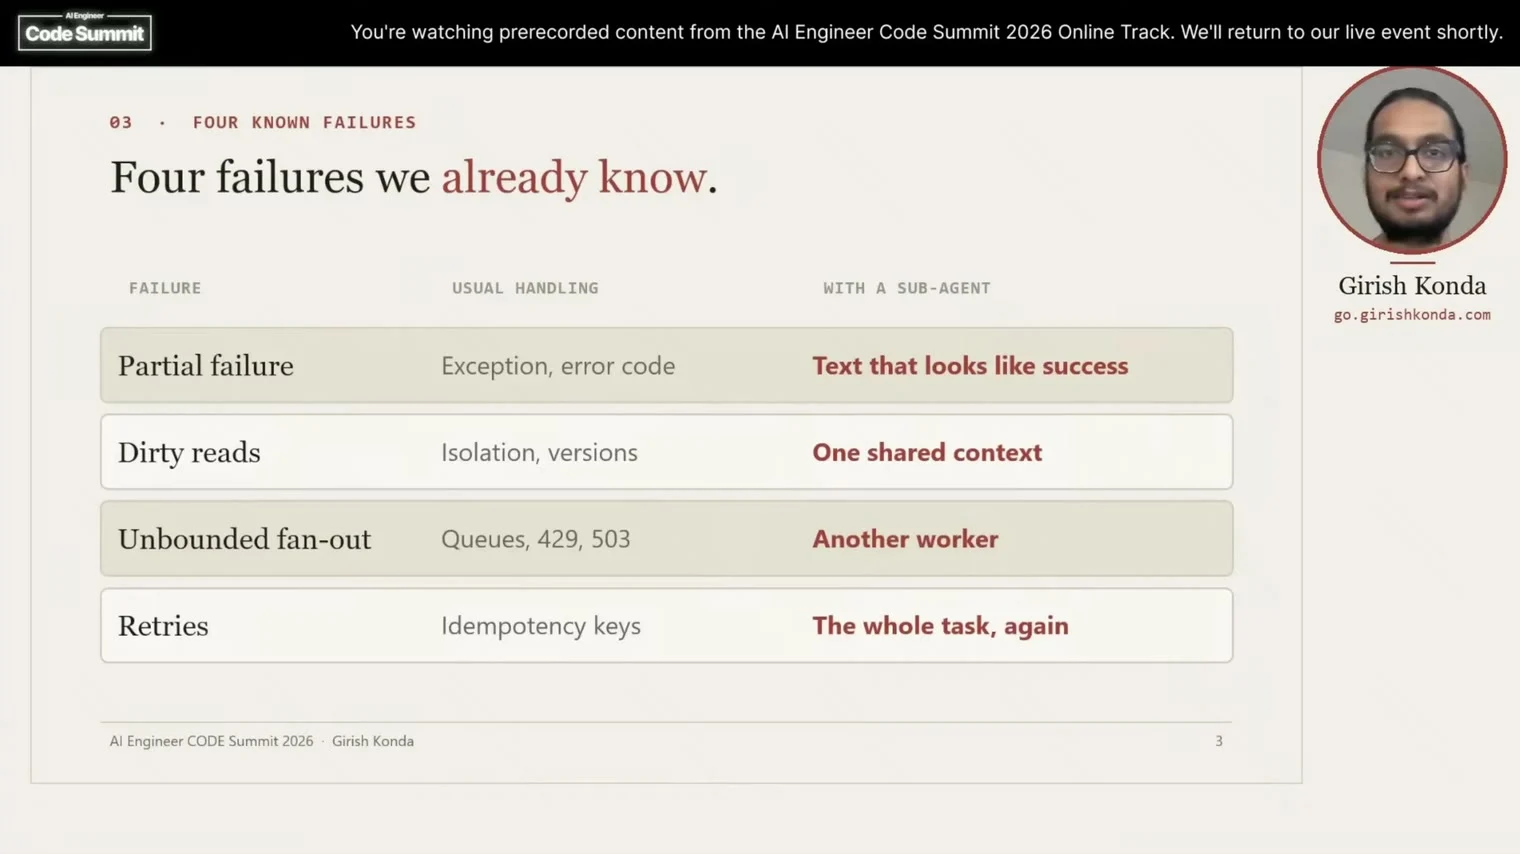 AI Engineer
Code Summit
You're watching prerecorded content from the AI Engineer Code Summit 2026 Online Track. We'll return to our live event shortly.
03 · FOUR KNOWN FAILURES
Four failures we already know.
FAILURE USUAL HANDLING WITH A SUB-AGENT
Partial failure Exception, error code Text that looks like success
Dirty reads Isolation, versions One shared context
Unbounded fan-out Queues, 429, 503 Another worker
Retries Idempotency keys The whole task, again
AI Engineer CODE Summit 2026 · Girish Konda 3
Girish Konda
go.girishkonda.com